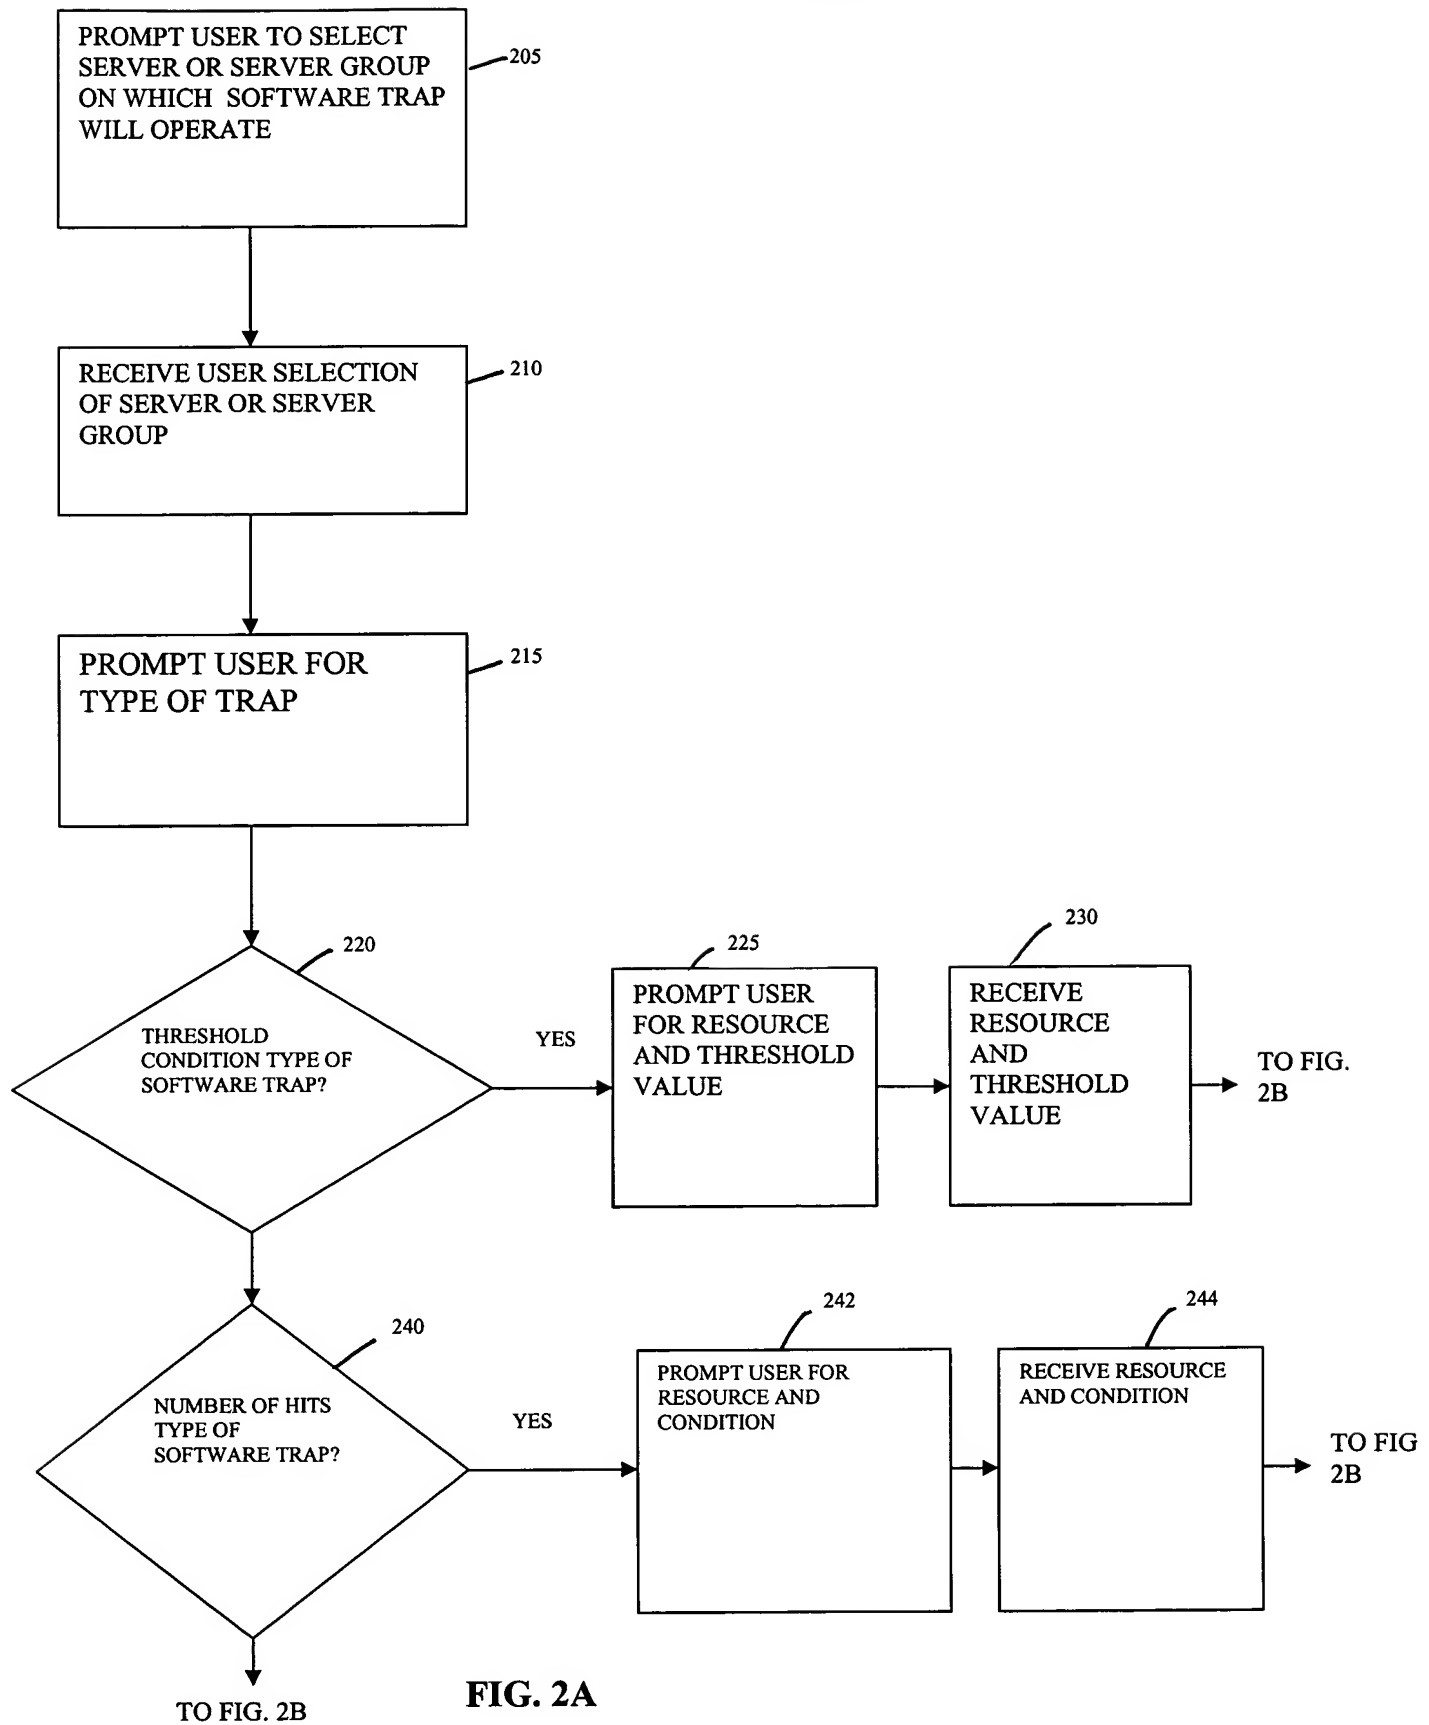 PROMPT USER TO SELECT
SERVER OR SERVER GROUP
ON WHICH SOFTWARE TRAP
WILL OPERATE
205
RECEIVE USER SELECTION
OF SERVER OR SERVER
GROUP
210
PROMPT USER FOR
TYPE OF TRAP
215
THRESHOLD
CONDITION TYPE OF
SOFTWARE TRAP?
220
YES
PROMPT USER
FOR RESOURCE
AND THRESHOLD
VALUE
225
RECEIVE
RESOURCE
AND
THRESHOLD
VALUE
230
TO FIG.
2B
NUMBER OF HITS
TYPE OF
SOFTWARE TRAP?
240
YES
PROMPT USER FOR
RESOURCE AND
CONDITION
242
RECEIVE RESOURCE
AND CONDITION
244
TO FIG
2B
TO FIG. 2B
FIG. 2A